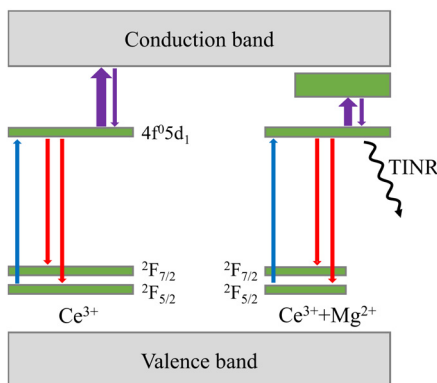 Conduction band
4f⁰5d₁
TINR
²F₇/₂
²F₇/₂
²F₅/₂
²F₅/₂
Ce³⁺
Ce³⁺+Mg²⁺
Valence band